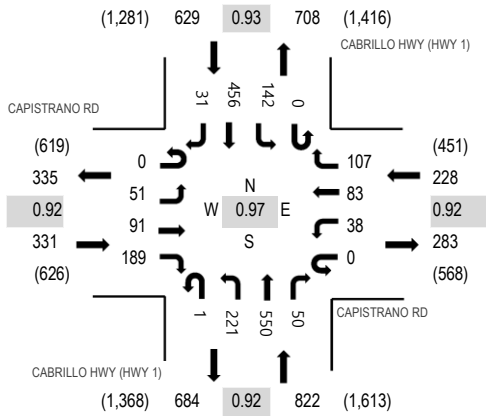 (1,281) 629 0.93 708 (1,416)
CABRILLO HWY (HWY 1)
31 456 142 0
CAPISTRANO RD
(619)
335
0.92
331
(626)
0
51
91
189
N
W 0.97 E
S
107
83
38
0
(451)
228
0.92
283
(568)
1 221 550 50
CAPISTRANO RD
CABRILLO HWY (HWY 1)
(1,368) 684 0.92 822 (1,613)